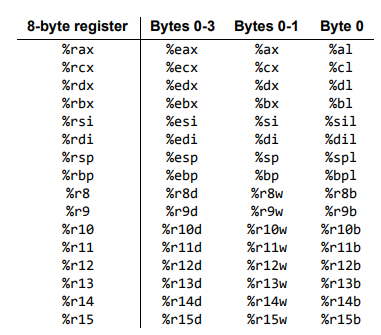 8-byte register Bytes 0-3 Bytes 0-1 Byte 0
%rax %eax %ax %al
%rcx %ecx %cx %cl
%rdx %edx %dx %dl
%rbx %ebx %bx %bl
%rsi %esi %si %sil
%rdi %edi %di %dil
%rsp %esp %sp %spl
%rbp %ebp %bp %bpl
%r8 %r8d %r8w %r8b
%r9 %r9d %r9w %r9b
%r10 %r10d %r10w %r10b
%r11 %r11d %r11w %r11b
%r12 %r12d %r12w %r12b
%r13 %r13d %r13w %r13b
%r14 %r14d %r14w %r14b
%r15 %r15d %r15w %r15b